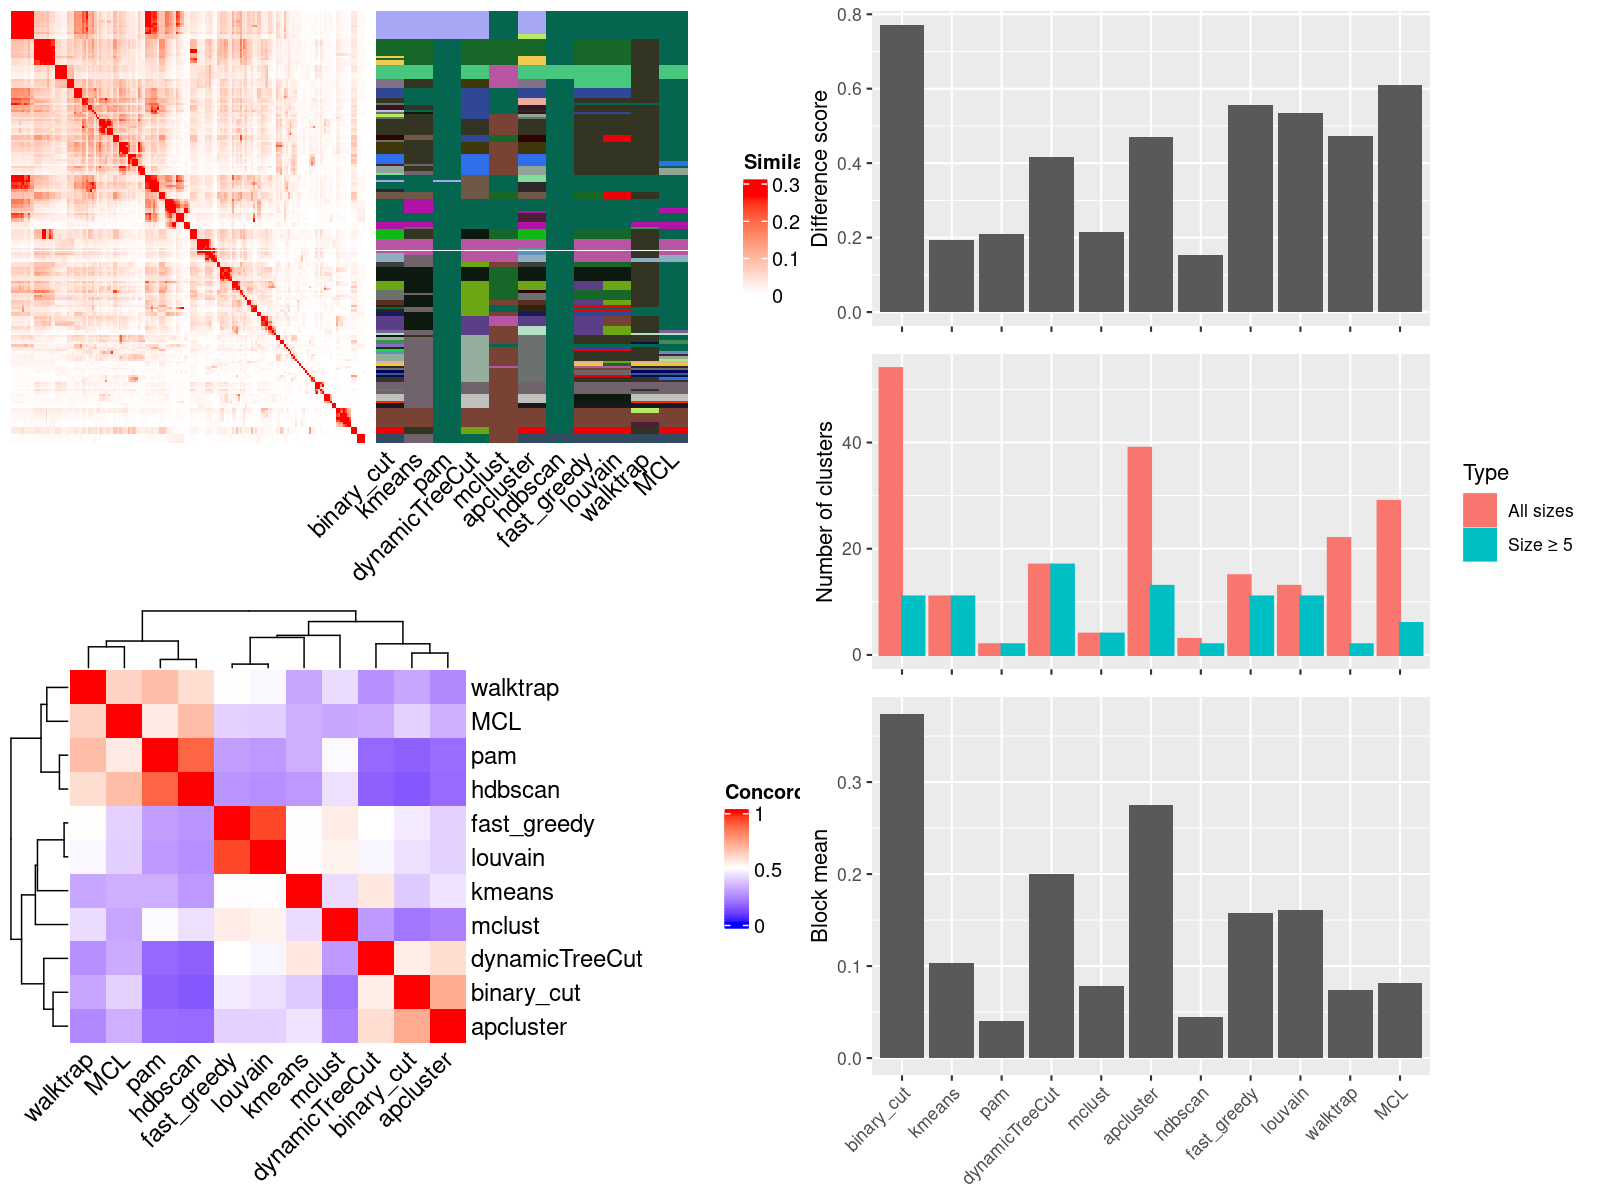 Simila
0.3
0.2
0.1
0
binary_cut
kmeans
pam
dynamicTreeCut
mclust
apcluster
hdbscan
fast_greedy
louvain
walktrap
MCL
walktrap
MCL
pam
hdbscan
fast_greedy
louvain
kmeans
mclust
dynamicTreeCut
binary_cut
apcluster
walktrap
MCL
pam
hdbscan
fast_greedy
louvain
kmeans
mclust
dynamicTreeCut
binary_cut
apcluster
Concord
1
0.5
0
Difference score
0.8
0.6
0.4
0.2
0.0
Number of clusters
40
20
0
Type
All sizes
Size ≥ 5
Block mean
0.3
0.2
0.1
0.0
binary_cut
kmeans
pam
dynamicTreeCut
mclust
apcluster
hdbscan
fast_greedy
louvain
walktrap
MCL